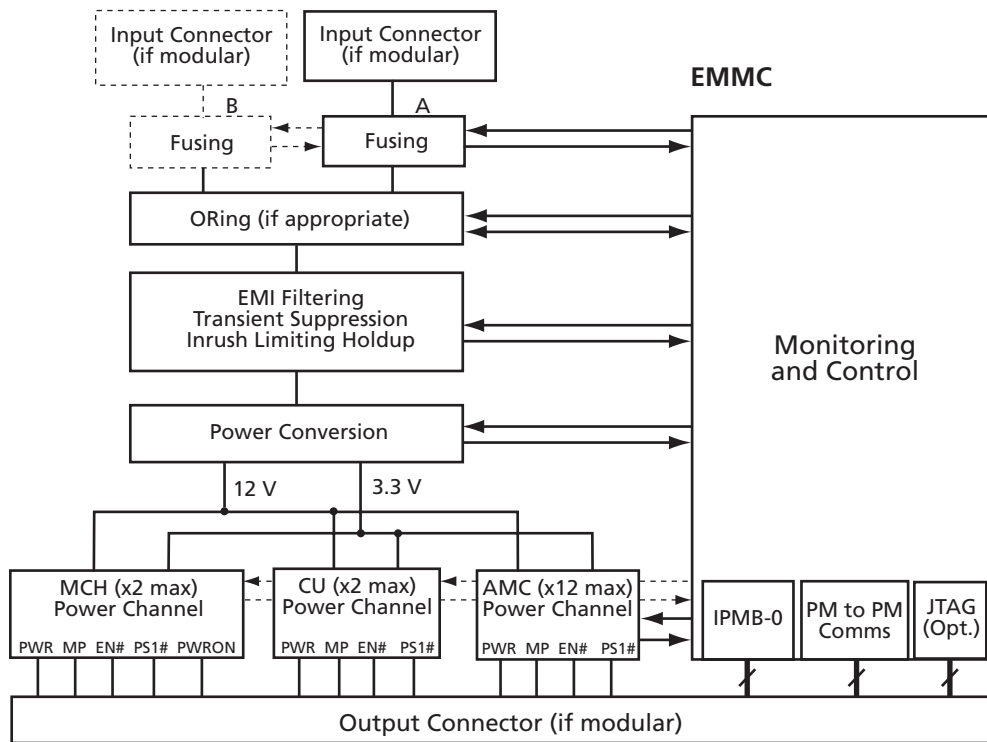 Input Connector
(if modular)
Input Connector
(if modular)
EMMC
B
A
Fusing
Fusing
ORing (if appropriate)
EMI Filtering
Transient Suppression
Inrush Limiting Holdup
Monitoring
and Control
Power Conversion
12 V
3.3 V
MCH (x2 max)
Power Channel
PWR MP EN# PS1# PWRON
CU (x2 max)
Power Channel
PWR MP EN# PS1#
AMC (x12 max)
Power Channel
PWR MP EN# PS1#
IPMB-0
PM to PM
Comms
JTAG
(Opt.)
Output Connector (if modular)